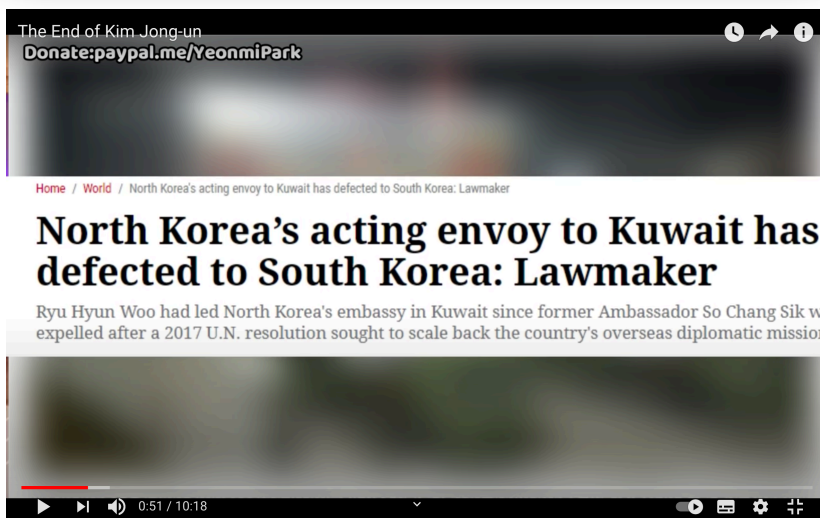 The End of Kim Jong-un
Donate:paypal.me/YeonmiPark
Home / World / North Korea's acting envoy to Kuwait has defected to South Korea: Lawmaker
North Korea’s acting envoy to Kuwait has
defected to South Korea: Lawmaker
Ryu Hyun Woo had led North Korea's embassy in Kuwait since former Ambassador So Chang Sik
expelled after a 2017 U.N. resolution sought to scale back the country's overseas diplomatic
0:51 / 10:18